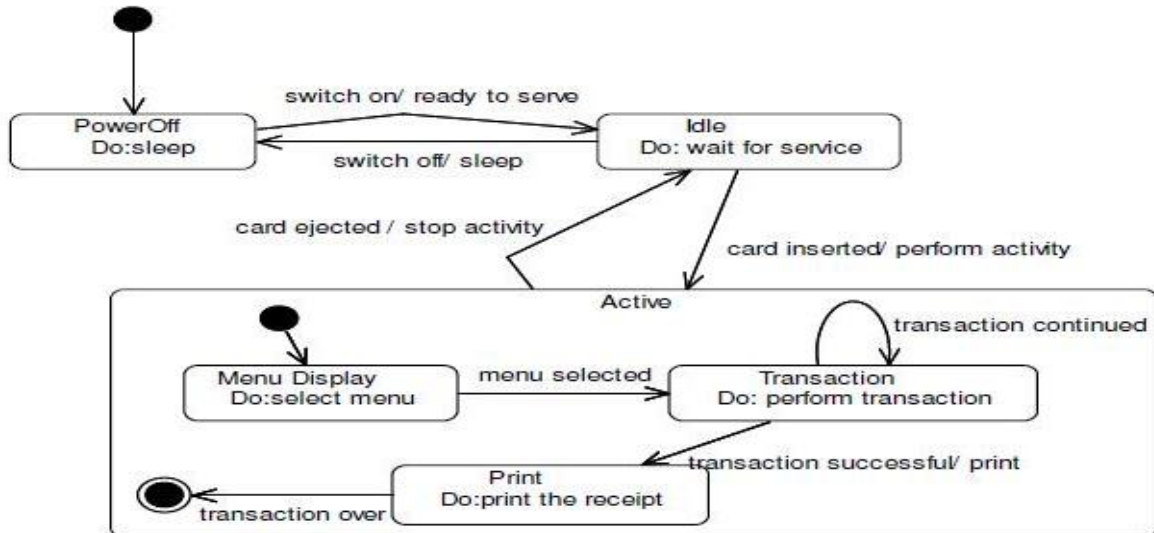 switch on/ ready to serve
PowerOff
Do:sleep
Idle
Do: wait for service
switch off/ sleep
card ejected / stop activity
card inserted/ perform activity
Active
transaction continued
Menu Display
Do:select menu
menu selected
Transaction
Do: perform transaction
transaction successful/ print
Print
Do:print the receipt
transaction over